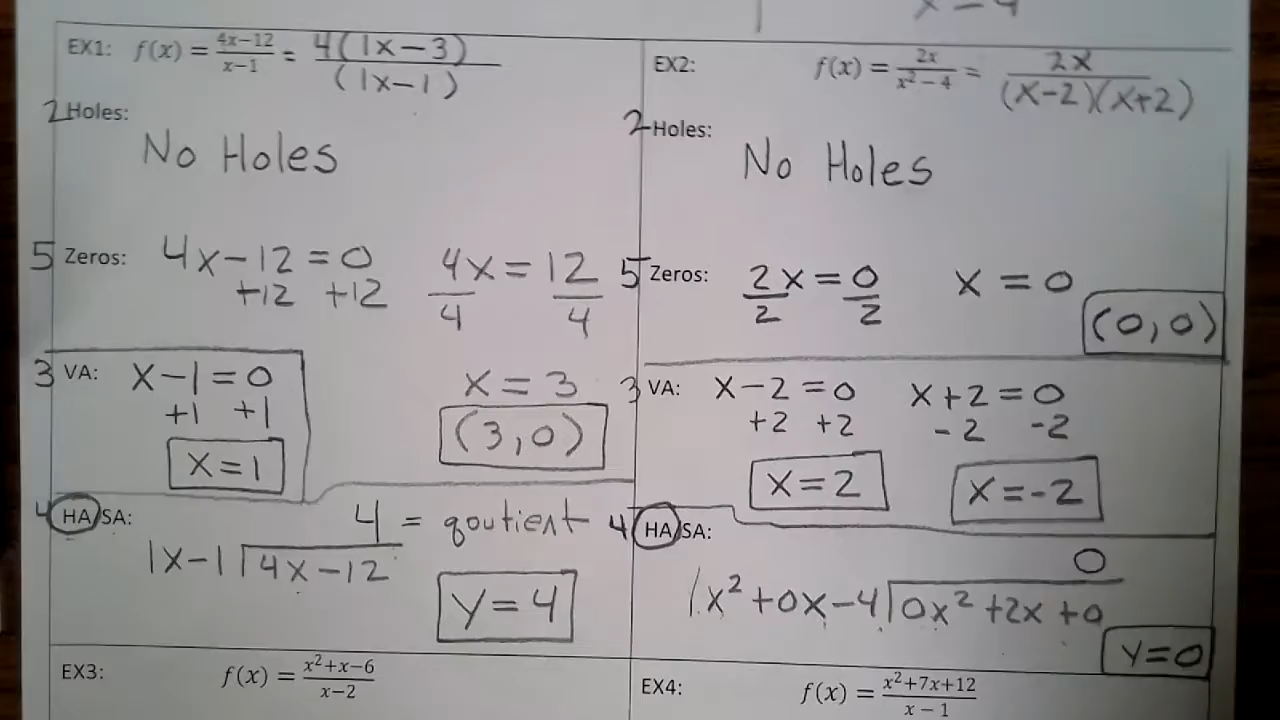 x − 4
EX1: f(x) = 4x−12/x−1 = 4(1x−3)/(1x−1)
2 Holes:
No Holes
5 Zeros: 4x−12 = 0 4x = 12
+12 +12 4 4
x = 3
(3,0)
3 VA: x−1 = 0
+1 +1
x=1
4 HA/SA: 4 = qoutient
1x−1 4x−12
y=4
EX2: f(x) = 2x/x²−4 = 2x/(x−2)(x+2)
2 Holes:
No Holes
5 Zeros: 2x = 0 x = 0
2 2
(0,0)
3 VA: x−2 = 0 x+2 = 0
+2 +2 −2 −2
x=2 x=−2
4 HA/SA:
0
1x²+0x−4 0x²+2x+0
y=0
EX3: f(x) = x²+x−6/x−2
EX4: f(x) = x²+7x+12/x − 1